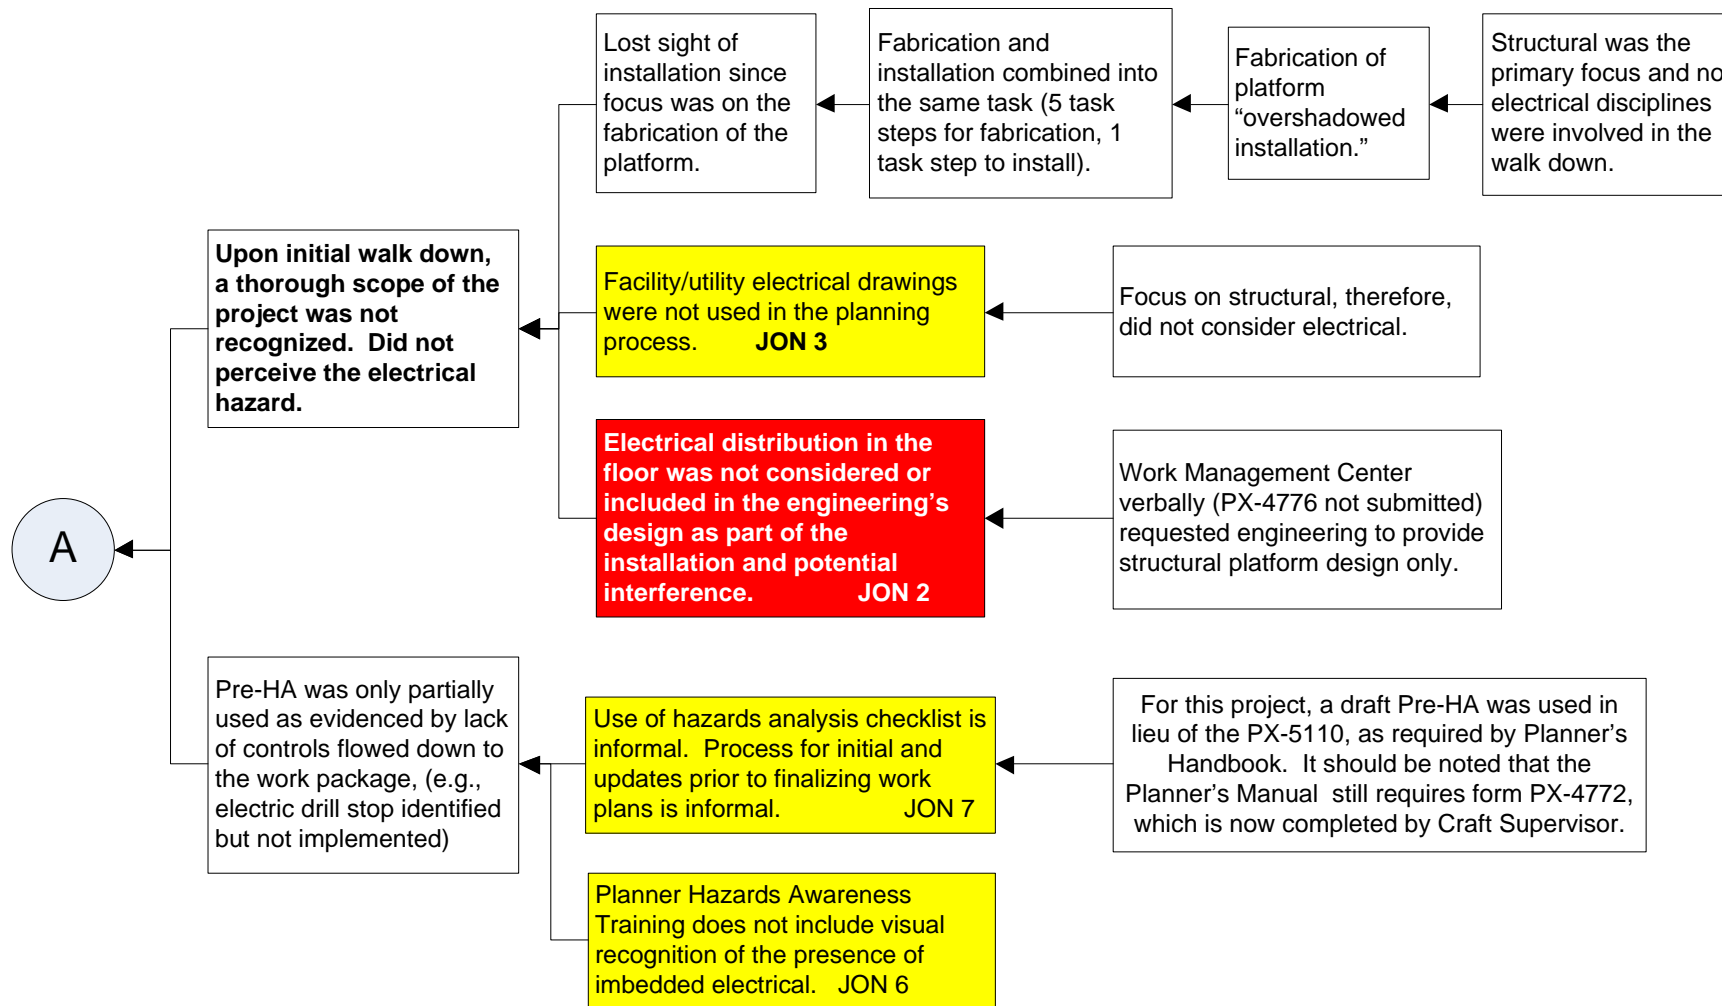 Lost sight of
installation since
focus was on the
fabrication of the
platform.
Fabrication and
installation combined into
the same task (5 task
steps for fabrication, 1
task step to install).
Fabrication of
platform
“overshadowed
installation.”
Structural was the
primary focus and no
electrical disciplines
were involved in the
walk down.
Upon initial walk down,
a thorough scope of the
project was not
recognized.  Did not
perceive the electrical
hazard.
Facility/utility electrical drawings
were not used in the planning
process.        JON 3
Focus on structural, therefore,
did not consider electrical.
Electrical distribution in the
floor was not considered or
included in the engineering’s
design as part of the
installation and potential
interference.             JON 2
Work Management Center
verbally (PX-4776 not submitted)
requested engineering to provide
structural platform design only.
A
Pre-HA was only partially
used as evidenced by lack
of controls flowed down to
the work package, (e.g.,
electric drill stop identified
but not implemented)
Use of hazards analysis checklist is
informal.  Process for initial and
updates prior to finalizing work
plans is informal.                JON 7
For this project, a draft Pre-HA was used in
lieu of the PX-5110, as required by Planner’s
Handbook.  It should be noted that the
Planner’s Manual  still requires form PX-4772,
which is now completed by Craft Supervisor.
Planner Hazards Awareness
Training does not include visual
recognition of the presence of
imbedded electrical.   JON 6